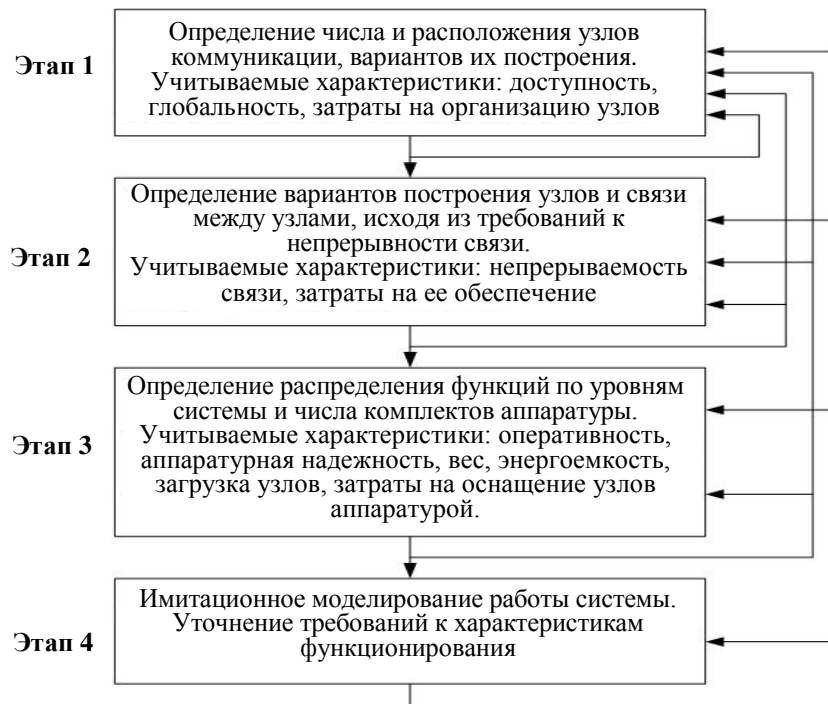 Этап 1
Определение числа и расположения узлов
коммуникации, вариантов их построения.
Учитываемые характеристики: доступность,
глобальность, затраты на организацию узлов
Этап 2
Определение вариантов построения узлов и связи
между узлами, исходя из требований к
непрерывности связи.
Учитываемые характеристики: непрерываемость
связи, затраты на ее обеспечение
Этап 3
Определение распределения функций по уровням
системы и числа комплектов аппаратуры.
Учитываемые характеристики: оперативность,
аппаратурная надежность, вес, энергоемкость,
загрузка узлов, затраты на оснащение узлов
аппаратурой.
Этап 4
Имитационное моделирование работы системы.
Уточнение требований к характеристикам
функционирования